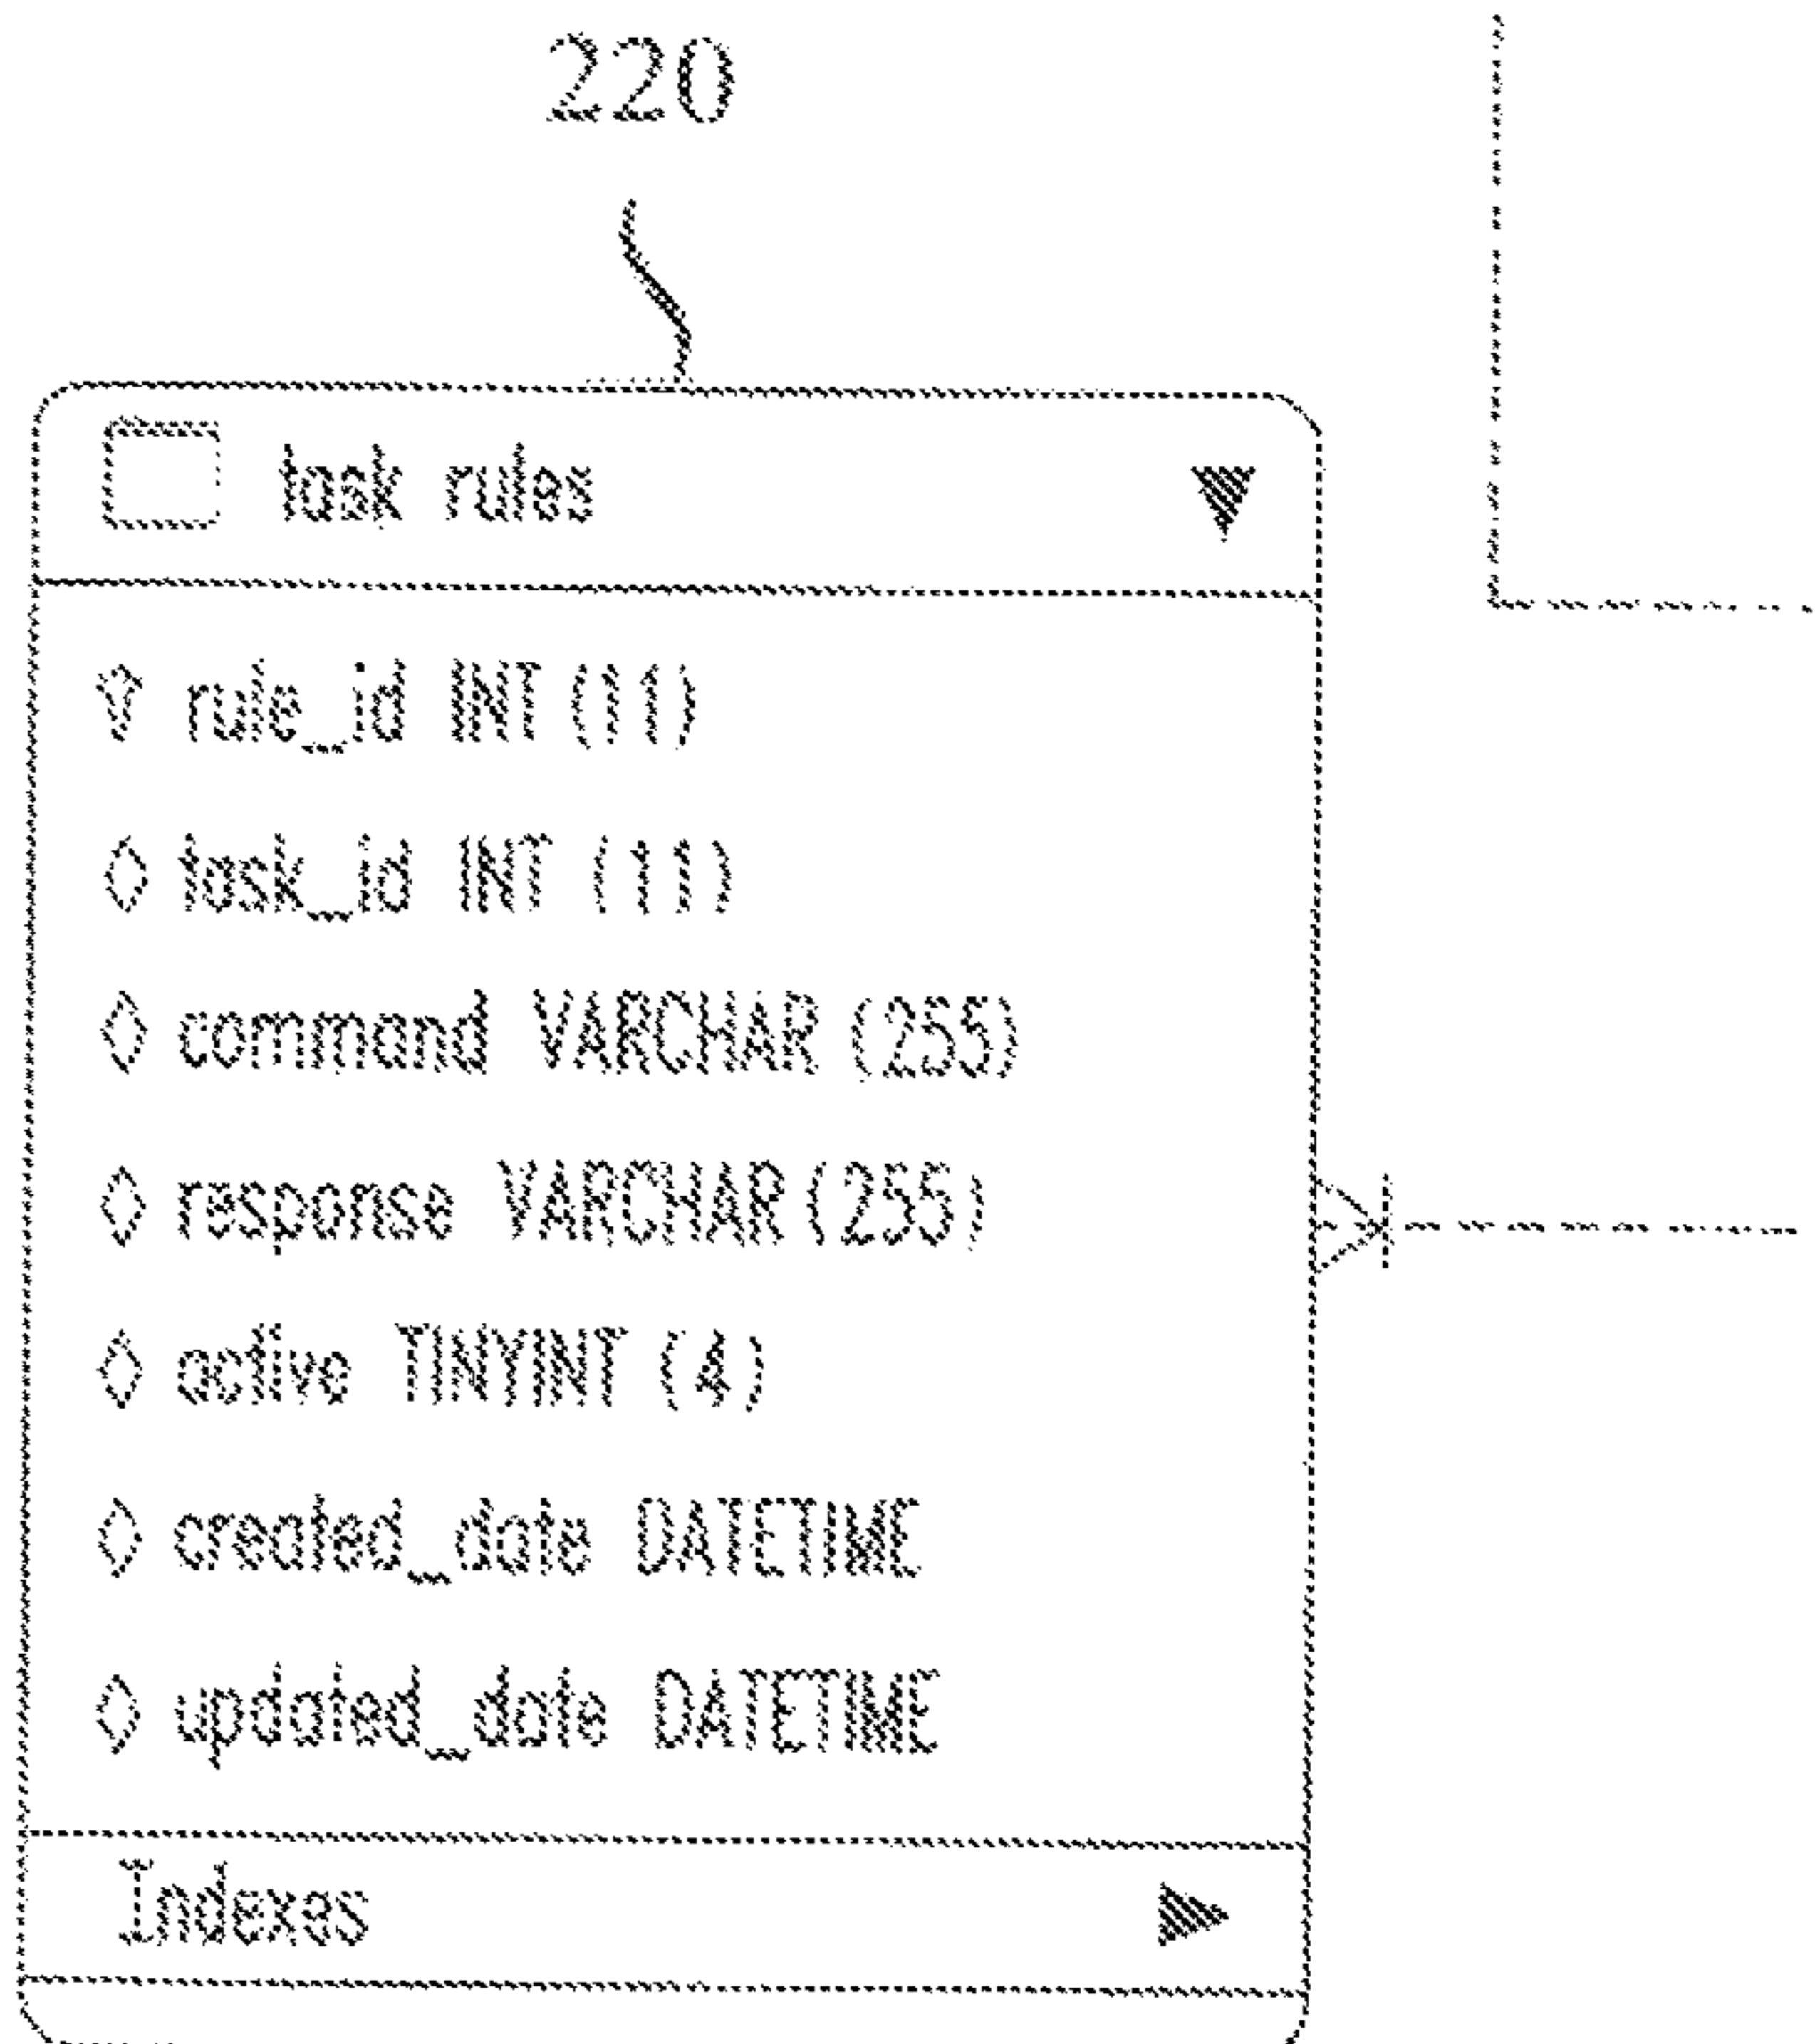 220
task rules
rule_id INT (11)
task_id INT (11)
command VARCHAR (255)
response VARCHAR (255)
active TINYINT (4)
created_date DATETIME
updated_date DATETIME
Indexes